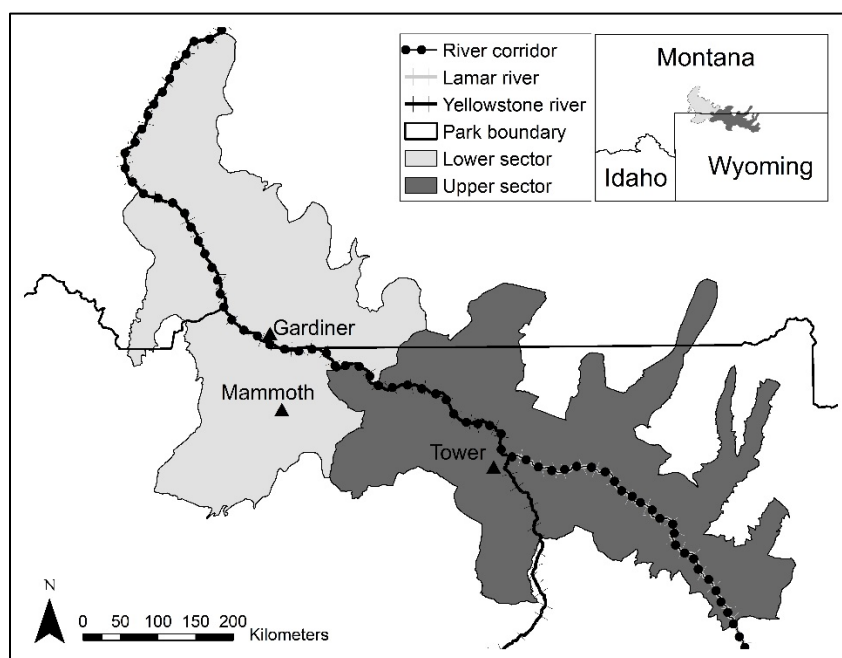 River corridor
Lamar river
Yellowstone river
Park boundary
Lower sector
Upper sector
Montana
Idaho
Wyoming
Gardiner
Mammoth
Tower
N
0 25 50 100 150 200
Kilometers